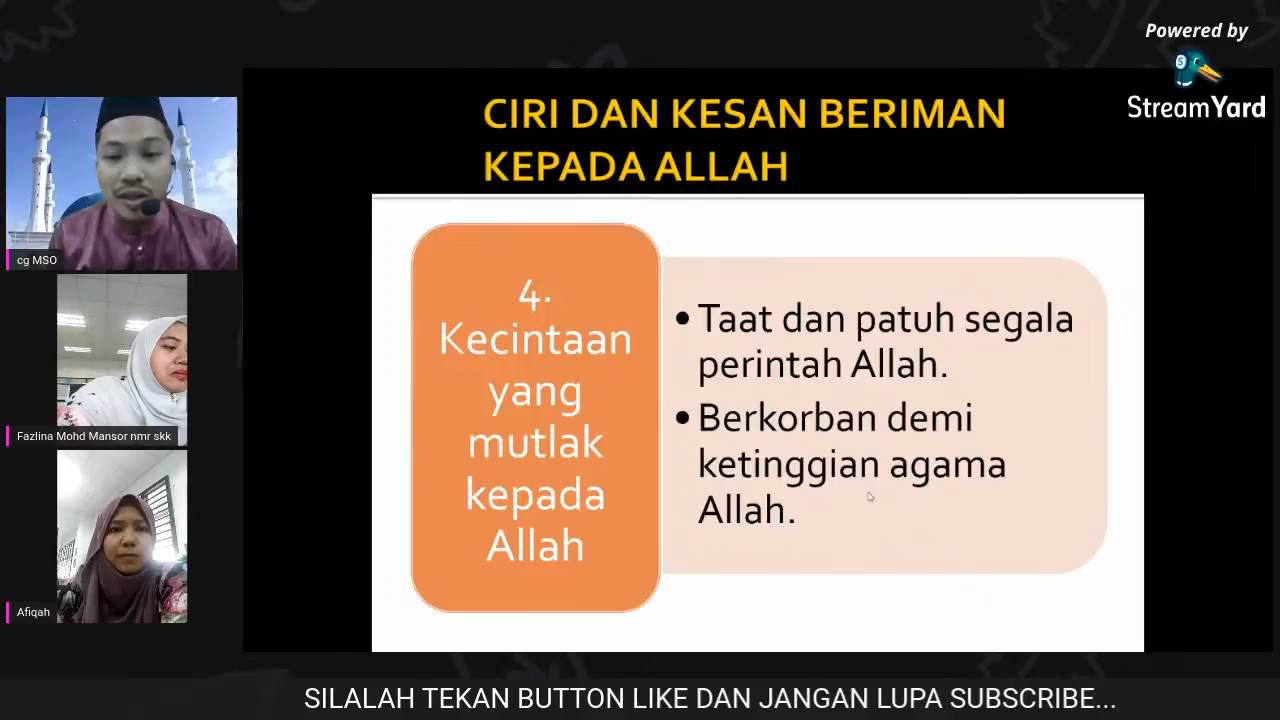 Powered by
StreamYard
CIRI DAN KESAN BERIMAN
KEPADA ALLAH
4.
Kecintaan
yang
mutlak
kepada
Allah
• Taat dan patuh segala
perintah Allah.
• Berkorban demi
ketinggian agama
Allah.
cg MSO
Fazlina Mohd Mansor nmr skk
Afiqah
SILALAH TEKAN BUTTON LIKE DAN JANGAN LUPA SUBSCRIBE...